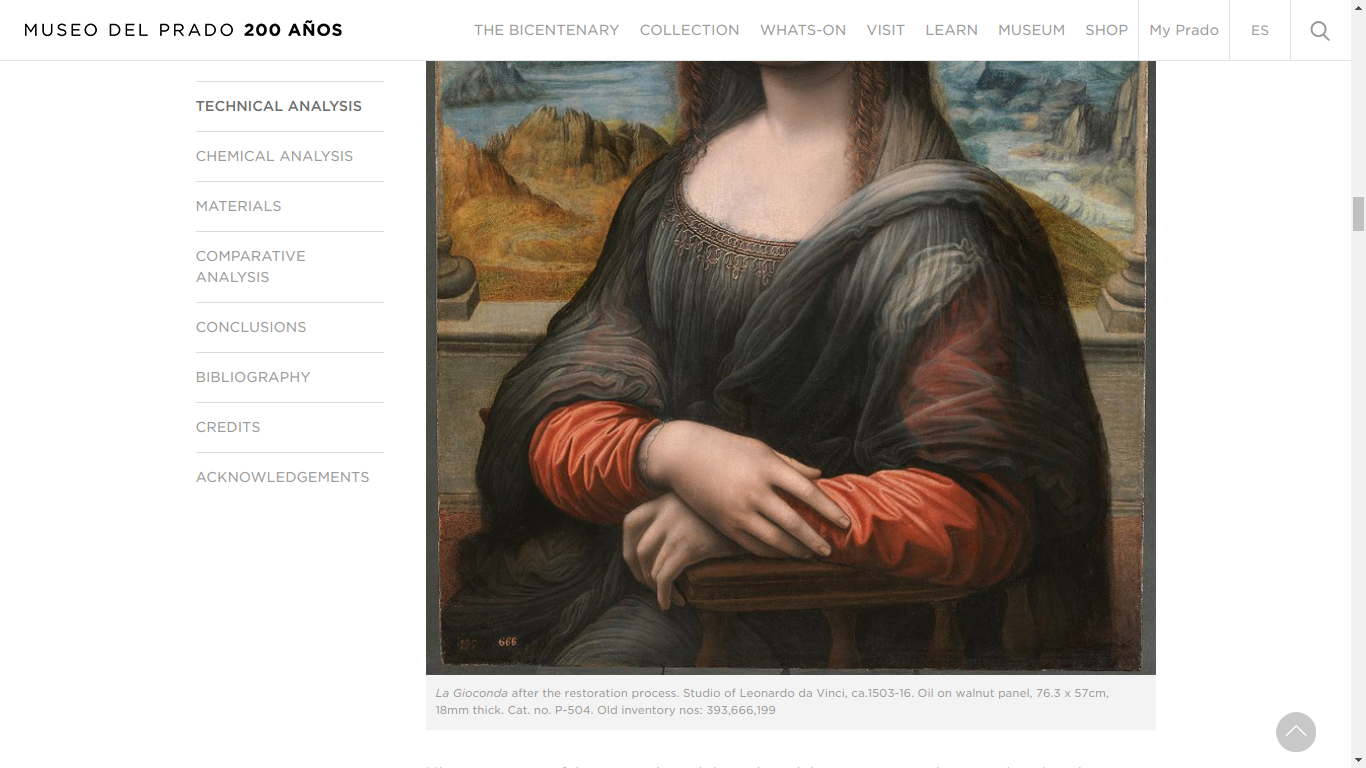 MUSEO DEL PRADO 200 AÑOS
THE BICENTENARY COLLECTION WHATS-ON VISIT LEARN MUSEUM SHOP My Prado ES
TECHNICAL ANALYSIS
CHEMICAL ANALYSIS
MATERIALS
COMPARATIVE
ANALYSIS
CONCLUSIONS
BIBLIOGRAPHY
CREDITS
ACKNOWLEDGEMENTS
666
La Gioconda after the restoration process. Studio of Leonardo da Vinci, ca.1503-16. Oil on walnut panel, 76.3 x 57cm,
18mm thick. Cat. no. P-504. Old inventory nos: 393,666,199